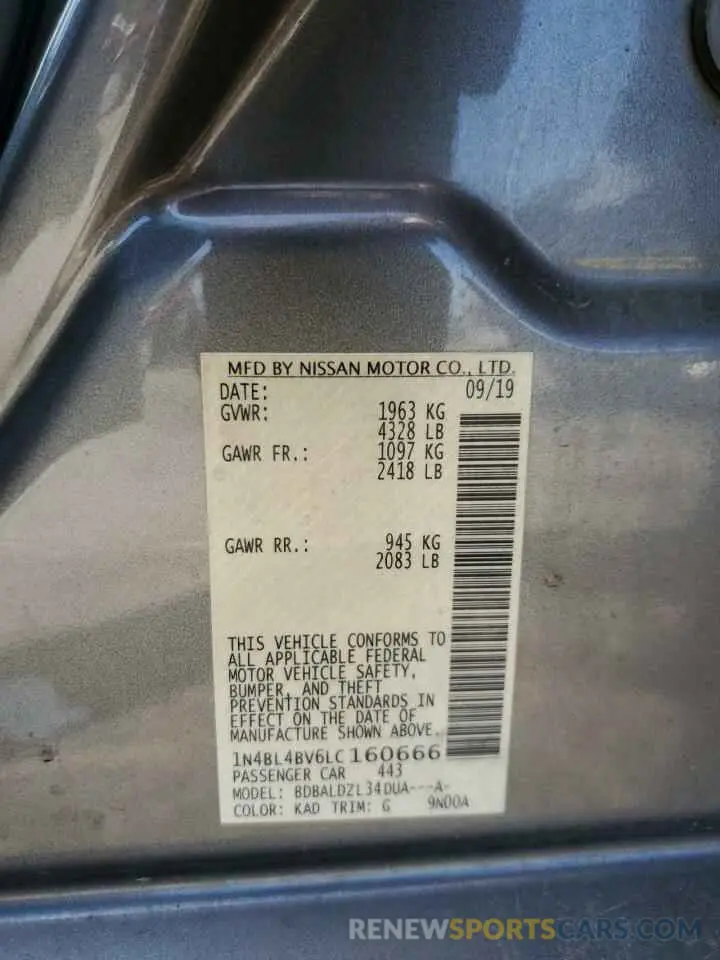 MFD BY NISSAN MOTOR CO., LTD.
DATE: 09/19
GVWR: 1963 KG
4328 LB
GAWR FR.: 1097 KG
2418 LB
GAWR RR.: 945 KG
2083 LB
THIS VEHICLE CONFORMS TO
ALL APPLICABLE FEDERAL
MOTOR VEHICLE SAFETY,
BUMPER, AND THEFT
PREVENTION STANDARDS IN
EFFECT ON THE DATE OF
MANUFACTURE SHOWN ABOVE.
1N4BL4BV6LC160666
PASSENGER CAR 443
MODEL: BDBALDZL34DUA---A-
COLOR: KAD TRIM: G 9N00A
RENEWSPORTSCARS.COM